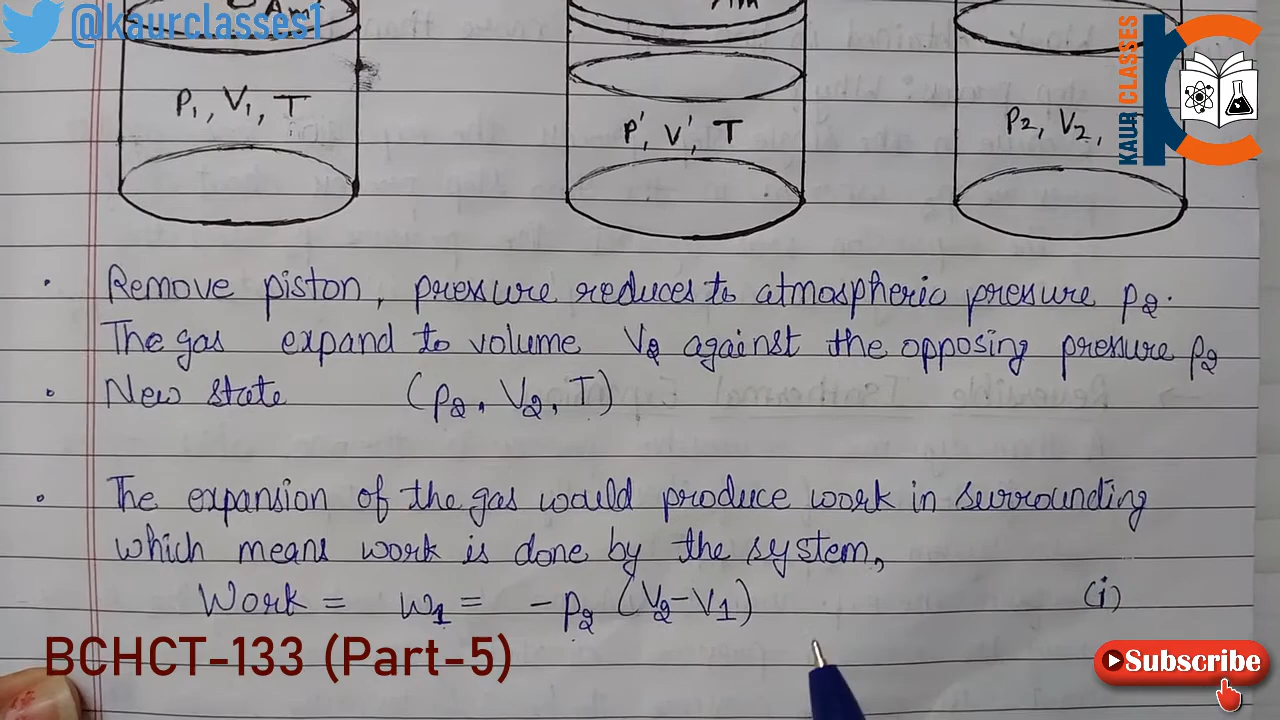 @kaurclasses1
P₁, V₁, T
P', V', T
P₂, V₂,
KAUR CLASSES
Remove piston, pressure reduces to atmospheric pressure p₂.
The gas expand to volume V₂ against the opposing pressure p₂
New state (p₂, V₂, T)
The expansion of the gas would produce work in surrounding
which means work is done by the system,
Work = w₁ = -p₂ (V₂-V₁) (i)
BCHCT-133 (Part-5)
Subscribe